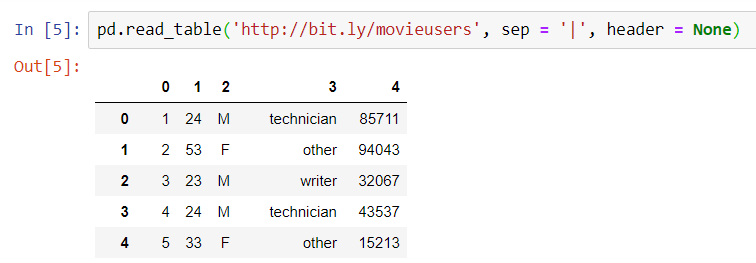 In [5]: pd.read_table('http://bit.ly/movieusers', sep = '|', header = None)
Out[5]:
0 1 2 3 4
0 1 24 M technician 85711
1 2 53 F other 94043
2 3 23 M writer 32067
3 4 24 M technician 43537
4 5 33 F other 15213